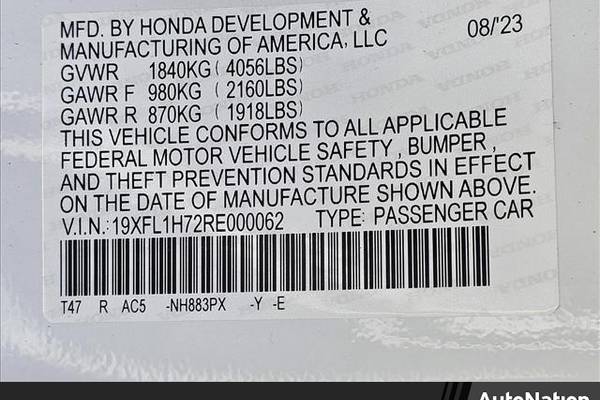 MFD. BY HONDA DEVELOPMENT &
MANUFACTURING OF AMERICA, LLC 08/'23
GVWR 1840KG ( 4056LBS)
GAWR F 980KG ( 2160LBS)
GAWR R 870KG ( 1918LBS)
THIS VEHICLE CONFORMS TO ALL APPLICABLE
FEDERAL MOTOR VEHICLE SAFETY , BUMPER ,
AND THEFT PREVENTION STANDARDS IN EFFECT
ON THE DATE OF MANUFACTURE SHOWN ABOVE.
V.I.N.:19XFL1H72RE000062 TYPE: PASSENGER CAR
T47 R AC5 -NH883PX -Y -E
AutoNation